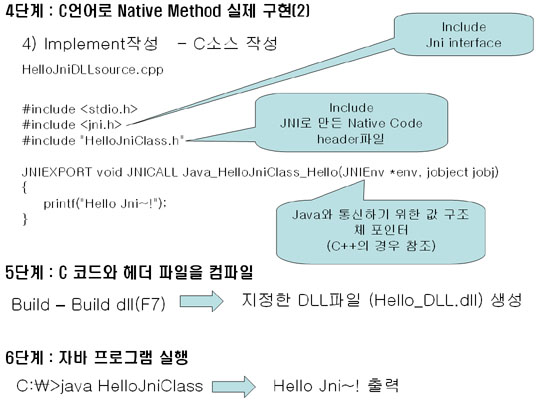 4단계 : C언어로 Native Method 실제 구현(2)
Include
Jni interface
4) Implement작성 - C소스 작성
HelloJniDLLsource.cpp
#include <stdio.h>
#include <jni.h>
#include "HelloJniClass.h"
Include
JNI로 만든 Native Code
header파일
JNIEXPORT void JNICALL Java_HelloJniClass_Hello(JNIEnv *env, jobject jobj)
{
printf("Hello Jni~!");
}
Java와 통신하기 위한 값 구조
체 포인터
(C++의 경우 참조)
5단계 : C 코드와 헤더 파일을 컴파일
Build – Build dll(F7) 지정한 DLL파일 (Hello_DLL.dll) 생성
6단계 : 자바 프로그램 실행
C:₩>java HelloJniClass Hello Jni~! 출력